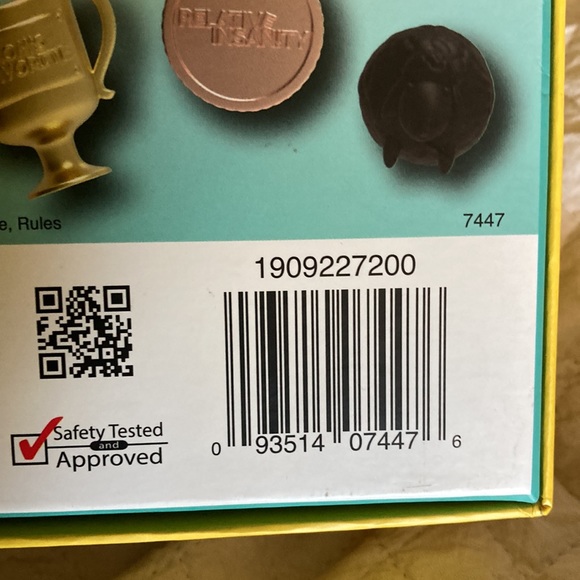 RELATIVE
INSANITY
e, Rules
7447
1909227200
Safety Tested
and
Approved
0 93514 07447 6